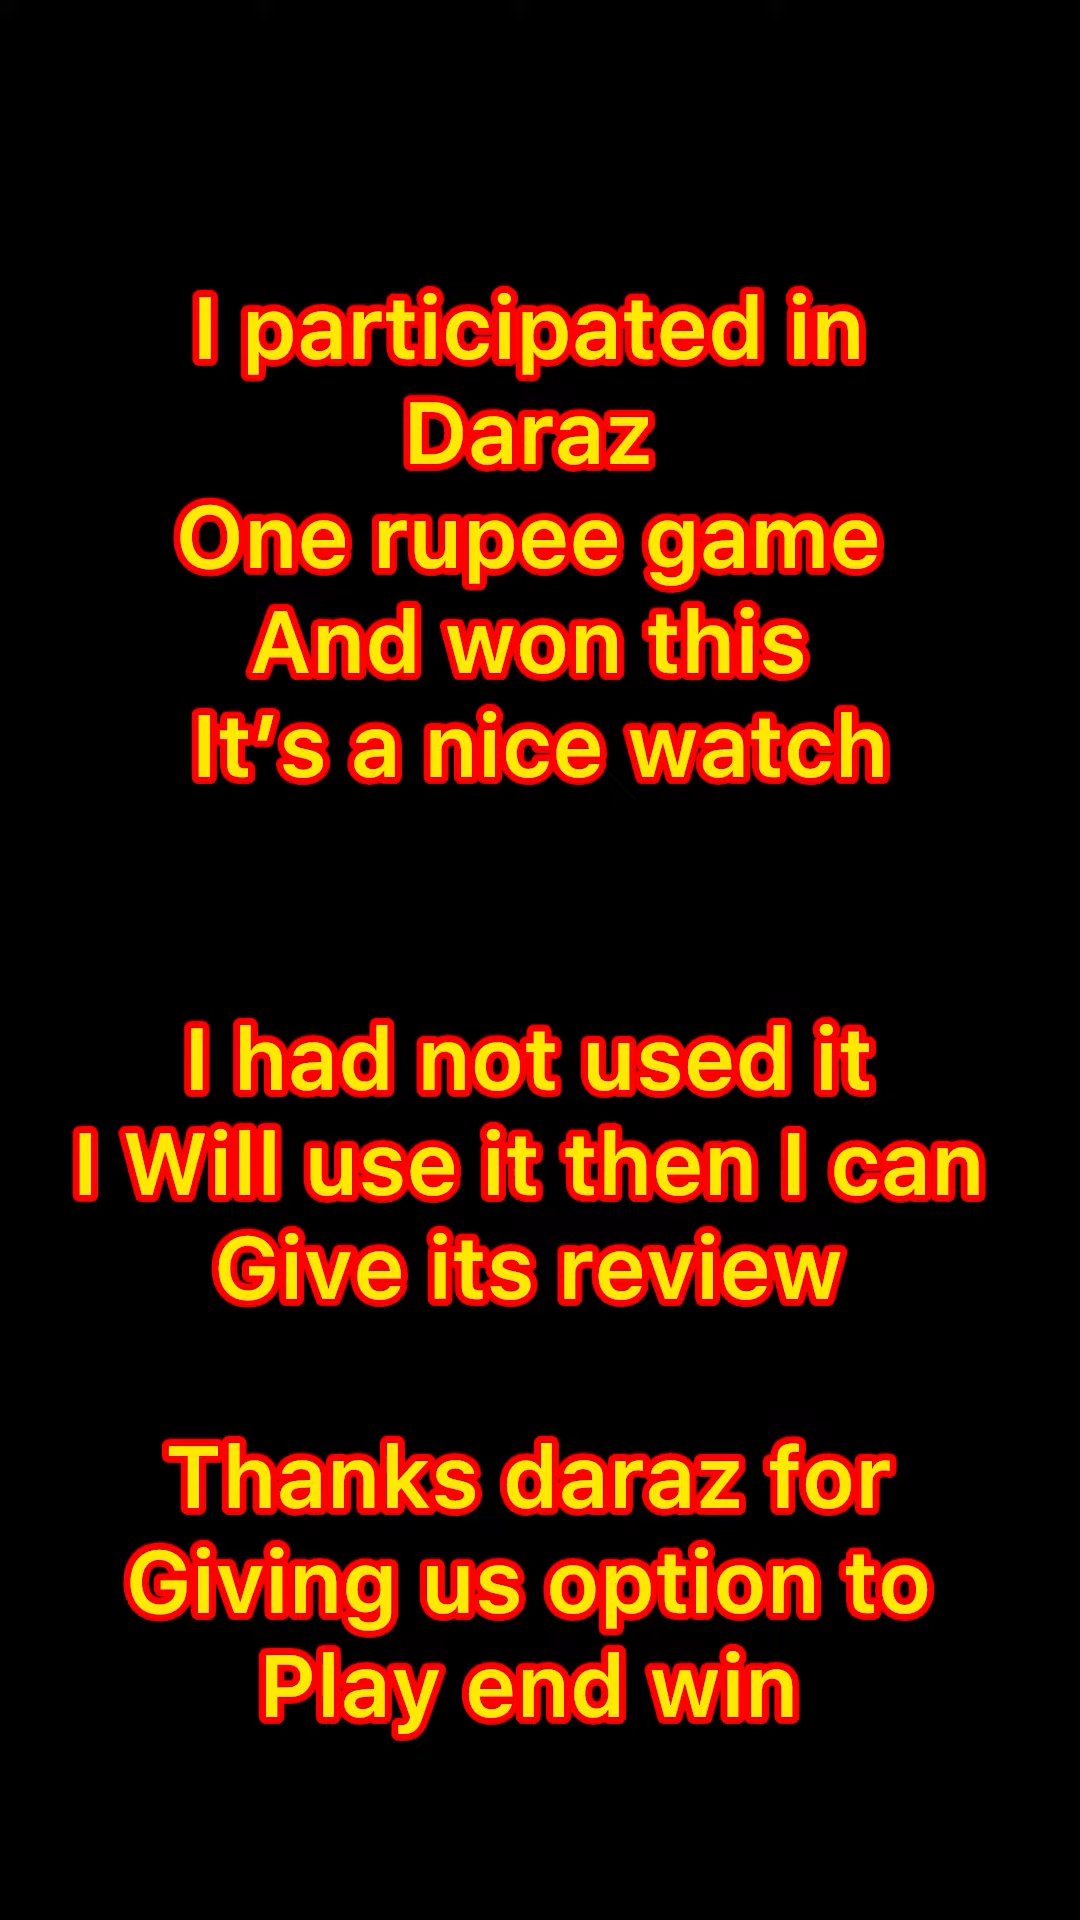 I participated in
Daraz
One rupee game
And won this
It’s a nice watch
I had not used it
I Will use it then I can
Give its review
Thanks daraz for
Giving us option to
Play end win